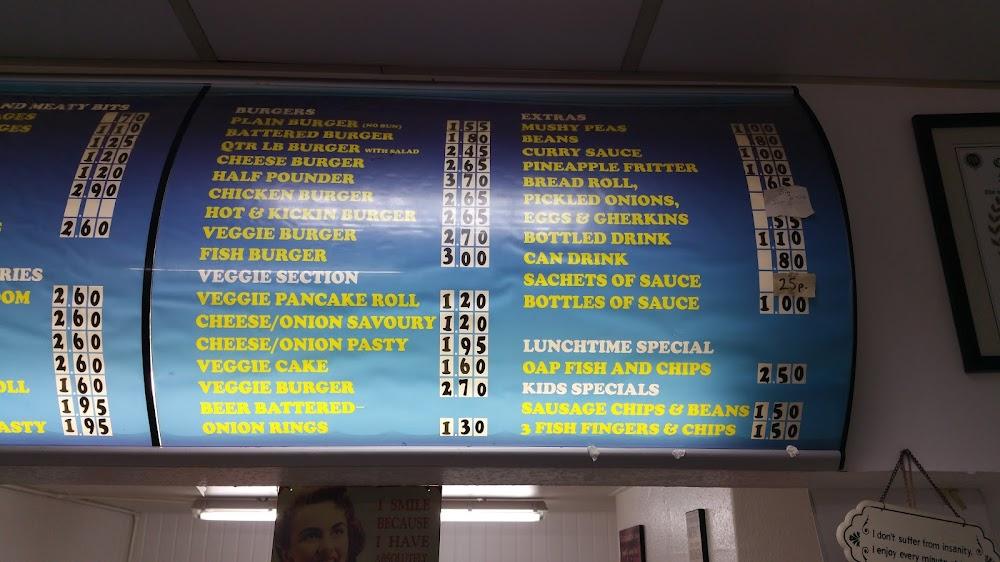 ND MEATY BITS
AGES 70
GES 1.10
1.25
1.20
1.20
2.90
.90
2.60
RIES
OOM 2.60
2.60
2.60
2.60
OLL 1.60
1.95
ASTY 1.95
BURGERS
PLAIN BURGER (NO BUN) 1.55
BATTERED BURGER 1.80
QTR LB BURGER WITH SALAD 2.45
CHEESE BURGER 2.65
HALF POUNDER 3.70
CHICKEN BURGER 2.65
HOT & KICKIN BURGER 2.65
VEGGIE BURGER 2.70
FISH BURGER 3.00
VEGGIE SECTION
VEGGIE PANCAKE ROLL 1.20
CHEESE/ONION SAVOURY 1.20
CHEESE/ONION PASTY 1.95
VEGGIE CAKE 1.60
VEGGIE BURGER 2.70
BEER BATTERED
ONION RINGS 1.30
EXTRAS
MUSHY PEAS 1.00
BEANS 80
CURRY SAUCE 1.00
PINEAPPLE FRITTER 1.00
BREAD ROLL, 65
PICKLED ONIONS,
EGGS & GHERKINS 55
BOTTLED DRINK 1.10
CAN DRINK 80
SACHETS OF SAUCE 25p.
BOTTLES OF SAUCE 1.00
LUNCHTIME SPECIAL
OAP FISH AND CHIPS 2.50
KIDS SPECIALS
SAUSAGE CHIPS & BEANS 1.50
3 FISH FINGERS & CHIPS 1.50
I SMILE
BECAUSE
I HAVE
ABSOLUTELY
I don't suffer from insanity.
I enjoy every minute